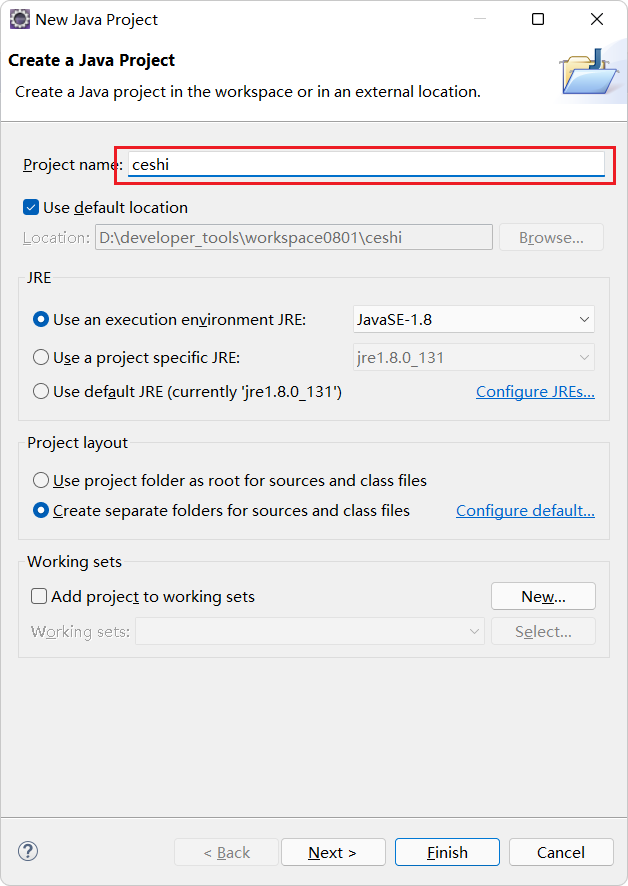 New Java Project
Create a Java Project
Create a Java project in the workspace or in an external location.
Project name: ceshi
Use default location
Location: D:\developer_tools\workspace0801\ceshi Browse...
JRE
Use an execution environment JRE: JavaSE-1.8
Use a project specific JRE: jre1.8.0_131
Use default JRE (currently 'jre1.8.0_131') Configure JREs...
Project layout
Use project folder as root for sources and class files
Create separate folders for sources and class files Configure default...
Working sets
Add project to working sets New...
Working sets: Select...
? < Back Next > Finish Cancel